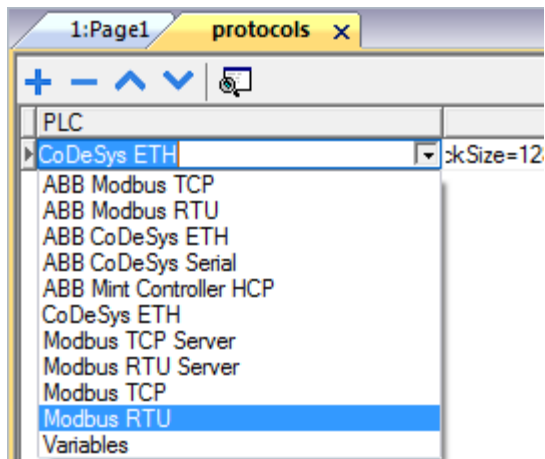 1:Page1 protocols
PLC
CoDeSys ETH ckSize=12
ABB Modbus TCP
ABB Modbus RTU
ABB CoDeSys ETH
ABB CoDeSys Serial
ABB Mint Controller HCP
CoDeSys ETH
Modbus TCP Server
Modbus RTU Server
Modbus TCP
Modbus RTU
Variables